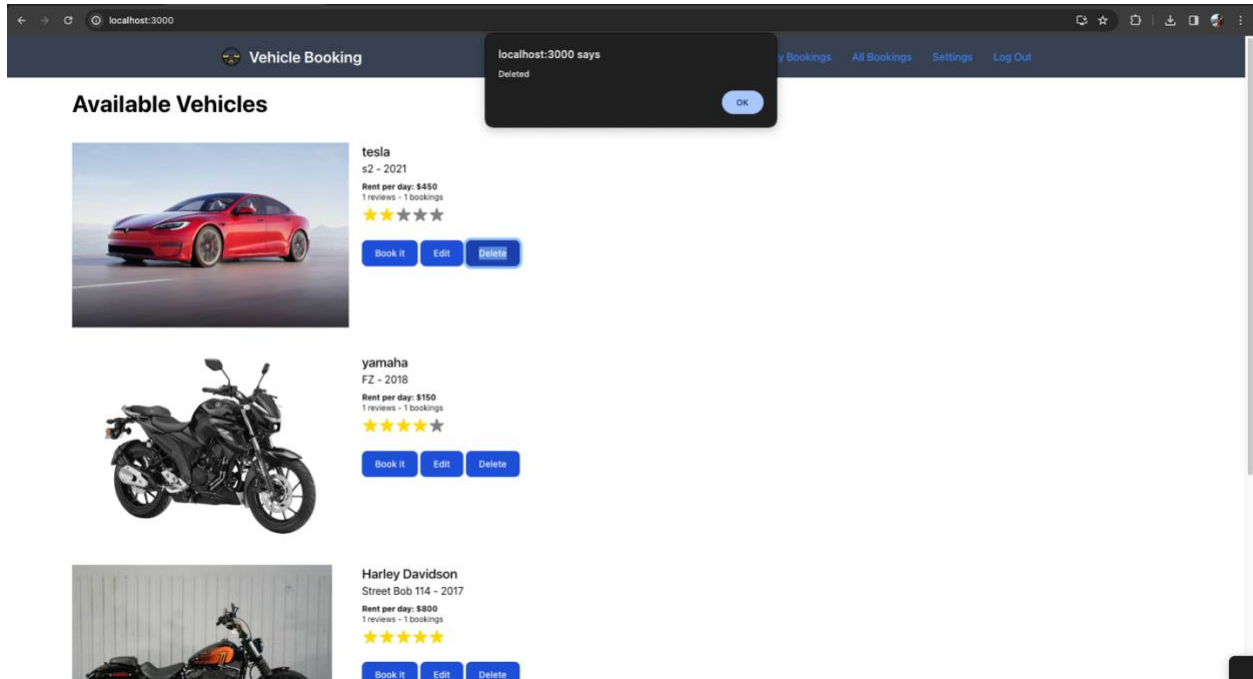 localhost:3000
Vehicle Booking
localhost:3000 says
Deleted
OK
y Bookings All Bookings Settings Log Out
Available Vehicles
tesla
s2 - 2021
Rent per day: $450
1 reviews - 1 bookings
Book it Edit Delete
yamaha
FZ - 2018
Rent per day: $150
1 reviews - 1 bookings
Book it Edit Delete
Harley Davidson
Street Bob 114 - 2017
Rent per day: $800
1 reviews - 1 bookings
Book it Edit Delete